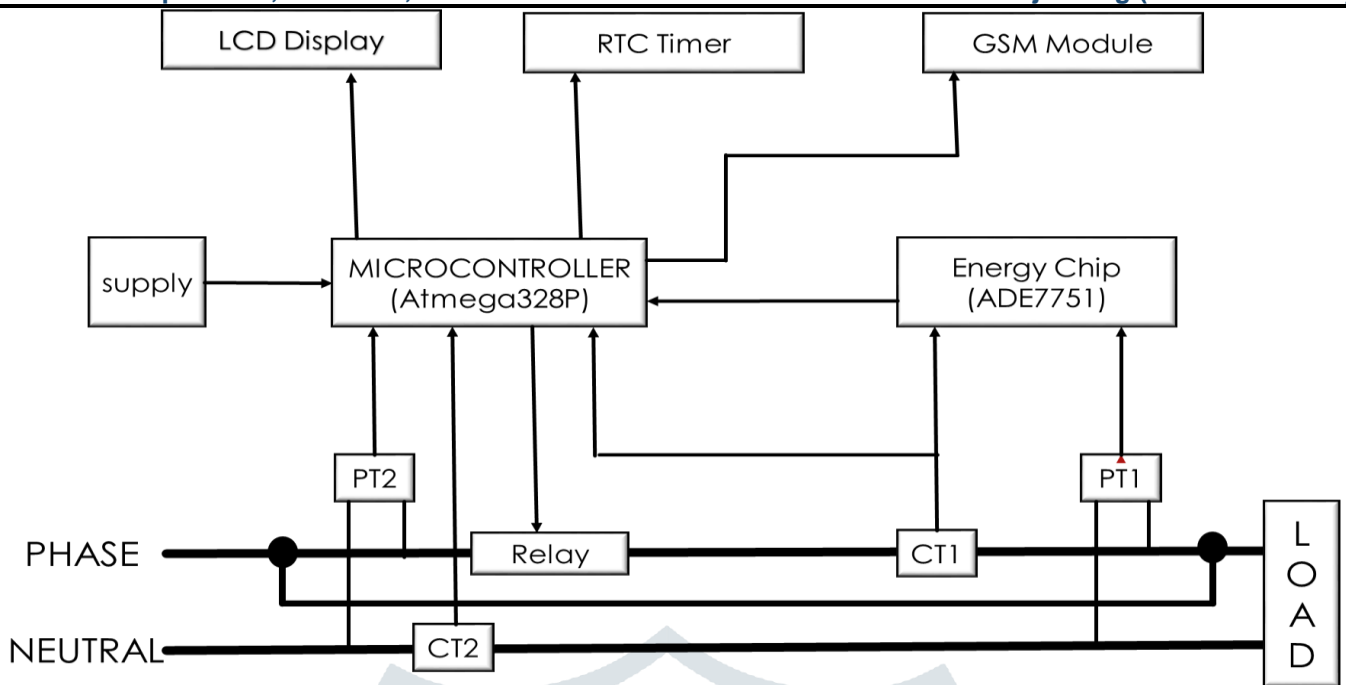 LCD Display
RTC Timer
GSM Module
supply
MICROCONTROLLER
(Atmega328P)
Energy Chip
(ADE7751)
PT2
PT1
PHASE
Relay
CT1
L
O
A
D
NEUTRAL
CT2